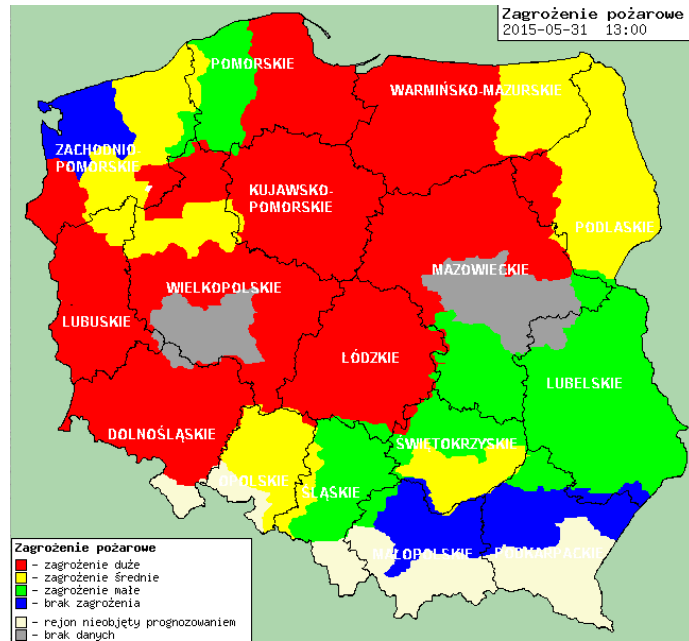 Zagrożenie pożarowe
2015-05-31 13:00
POMORSKIE
WARMIŃSKO-MAZURSKIE
ZACHODNIO-
POMORSKIE
KUJAWSKO-
POMORSKIE
PODLASKIE
MAZOWIECKIE
WIELKOPOLSKIE
LUBUSKIE
ŁÓDZKIE
LUBELSKIE
DOLNOŚLĄSKIE
ŚWIĘTOKRZYSKIE
OPOLSKIE
ŚLĄSKIE
MAŁOPOLSKIE
PODKARPACKIE
Zagrożenie pożarowe
- zagrożenie duże
- zagrożenie średnie
- zagrożenie małe
- brak zagrożenia
- rejon nieobjęty prognozowaniem
- brak danych